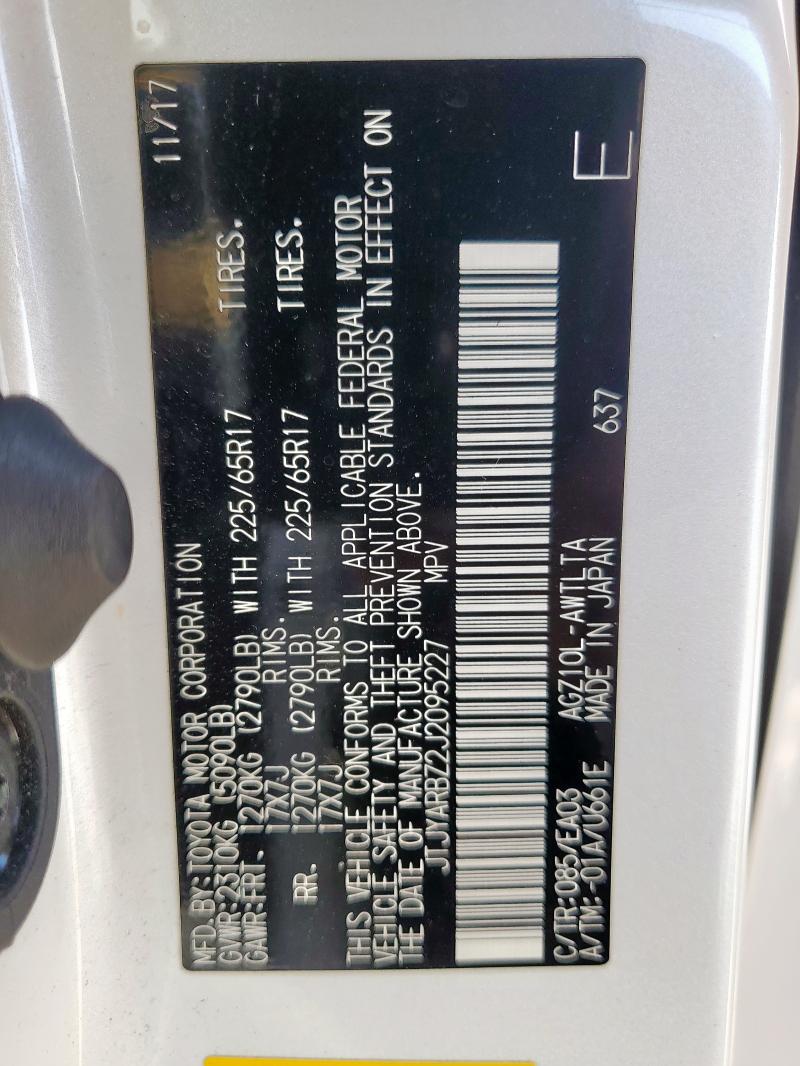 MFD.BY:TOYOTA MOTOR CORPORATION 11/17
GVWR:2310KG (5090LB)
GAWR:FRT. 1270KG (2790LB) WITH 225/65R17 TIRES.
17X7J RIMS.
RR. 1270KG (2790LB) WITH 225/65R17 TIRES.
17X7J RIMS.
THIS VEHICLE CONFORMS TO ALL APPLICABLE FEDERAL MOTOR
VEHICLE SAFETY AND THEFT PREVENTION STANDARDS IN EFFECT ON
THE DATE OF MANUFACTURE SHOWN ABOVE.
JTJYARBZ2J2095227 MPV
C/TR:085/EA03 AGZ10L-AWTLTA
A/TM:-01A/U661E MADE IN JAPAN 637 E